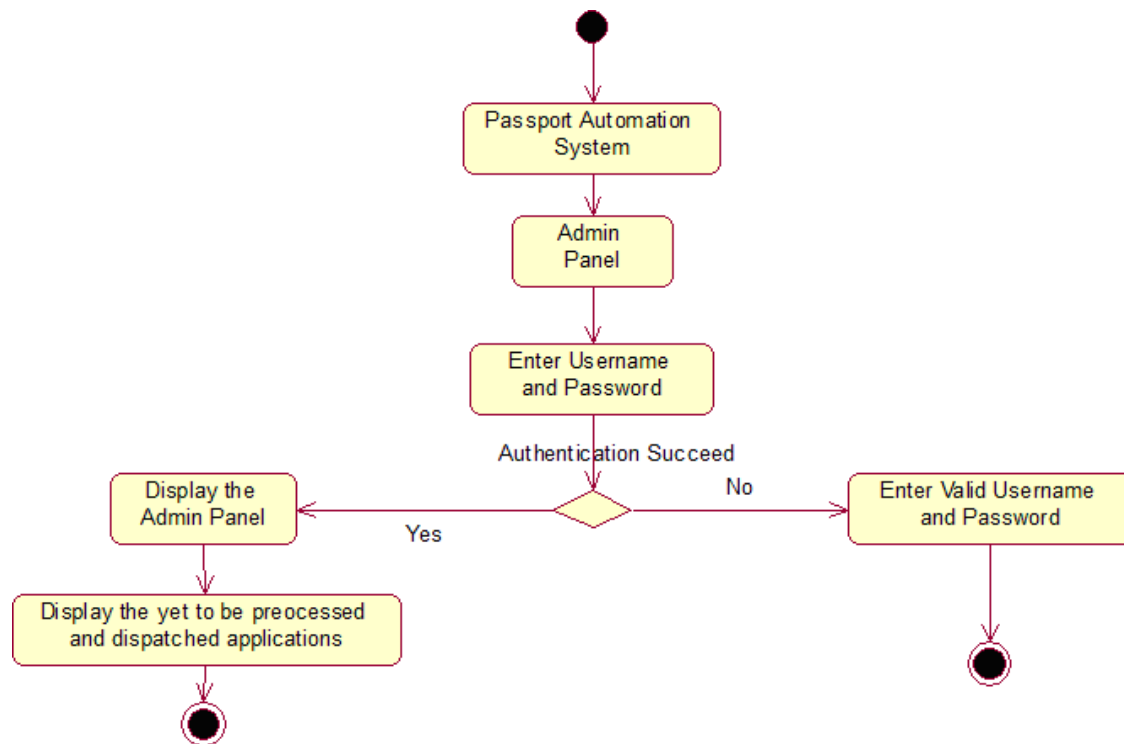 Passport Automation
System
Admin
Panel
Enter Username
and Password
Authentication Succeed
No
Yes
Display the
Admin Panel
Enter Valid Username
and Password
Display the yet to be preocessed
and dispatched applications